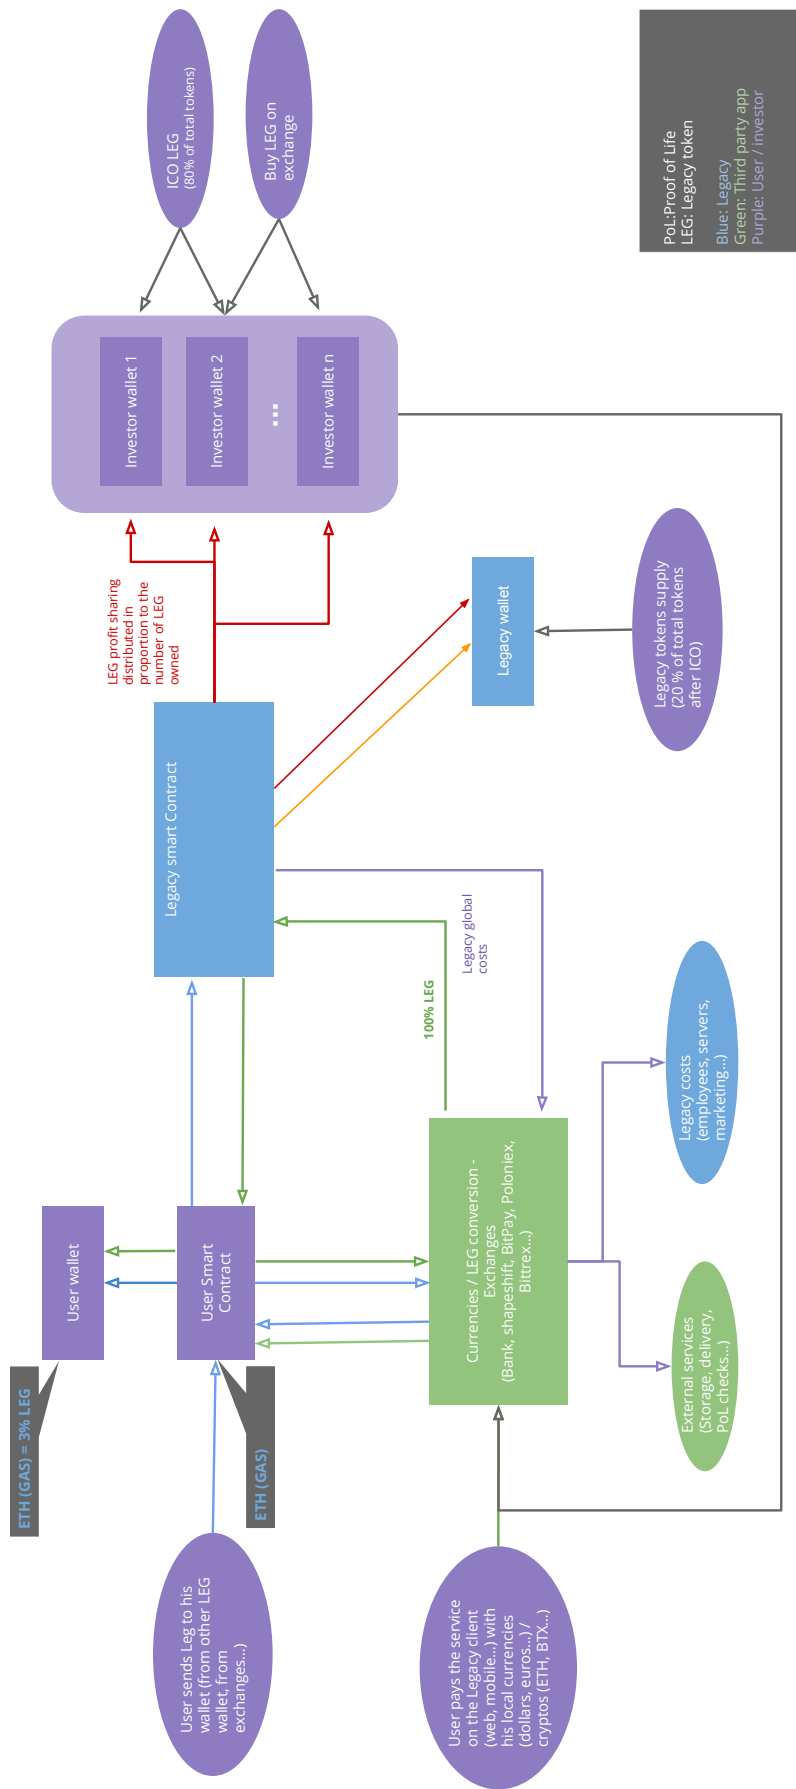 ETH (GAS) = 3% LEG
User wallet
User sends Leg to his
wallet (from other LEG
wallet, from
exchanges...)
ETH (GAS)
User Smart
Contract
Legacy smart Contract
LEG profit sharing
distributed in
proportion to the
number of LEG
owned
Investor wallet 1
Investor wallet 2
...
Investor wallet n
ICO LEG
(80% of total tokens)
Buy LEG on
exchange
User pays the service
on the Legacy client
(web, mobile...) with
his local currencies
(dollars, euros...) /
cryptos (ETH, BTX...)
Currencies / LEG conversion -
Exchanges
(Bank, shapeshift, BitPay, Poloniex,
Bittrex...)
100% LEG
Legacy global
costs
Legacy wallet
External services
(Storage, delivery,
PoL checks...)
Legacy costs
(employees, servers,
marketing...)
Legacy tokens supply
(20 % of total tokens
after ICO)
PoL:Proof of Life
LEG: Legacy token
Blue: Legacy
Green: Third party app
Purple: User / investor